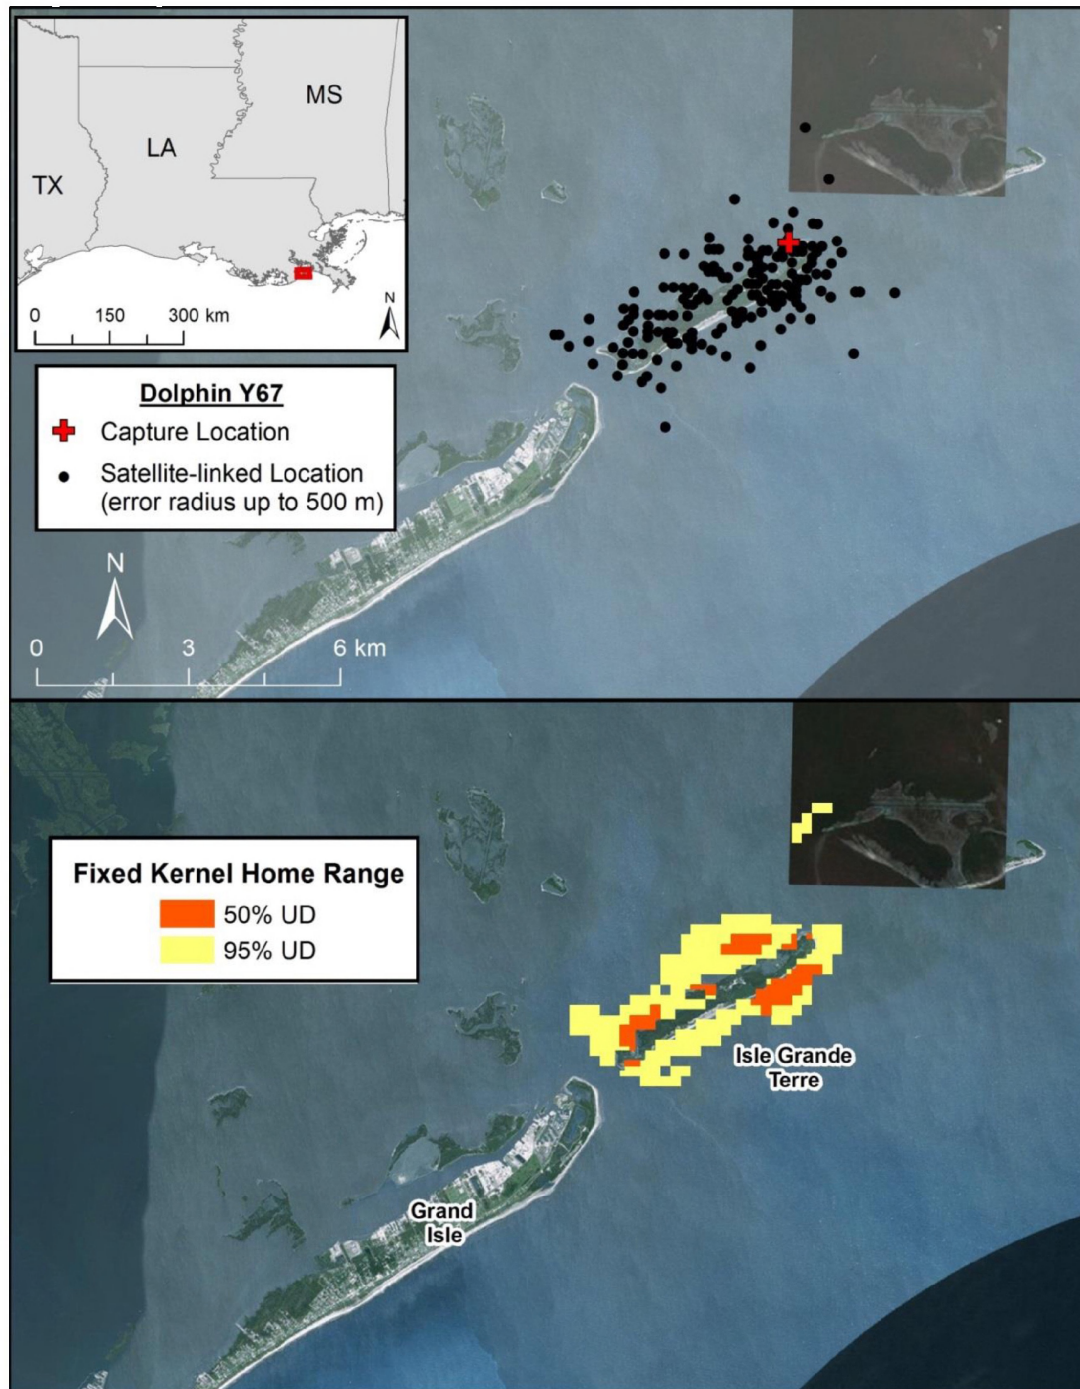 MS
LA
TX
N
0 150 300 km
Dolphin Y67
Capture Location
Satellite-linked Location
(error radius up to 500 m)
N
0 3 6 km
Fixed Kernel Home Range
50% UD
95% UD
Isle Grande
Terre
Grand
Isle